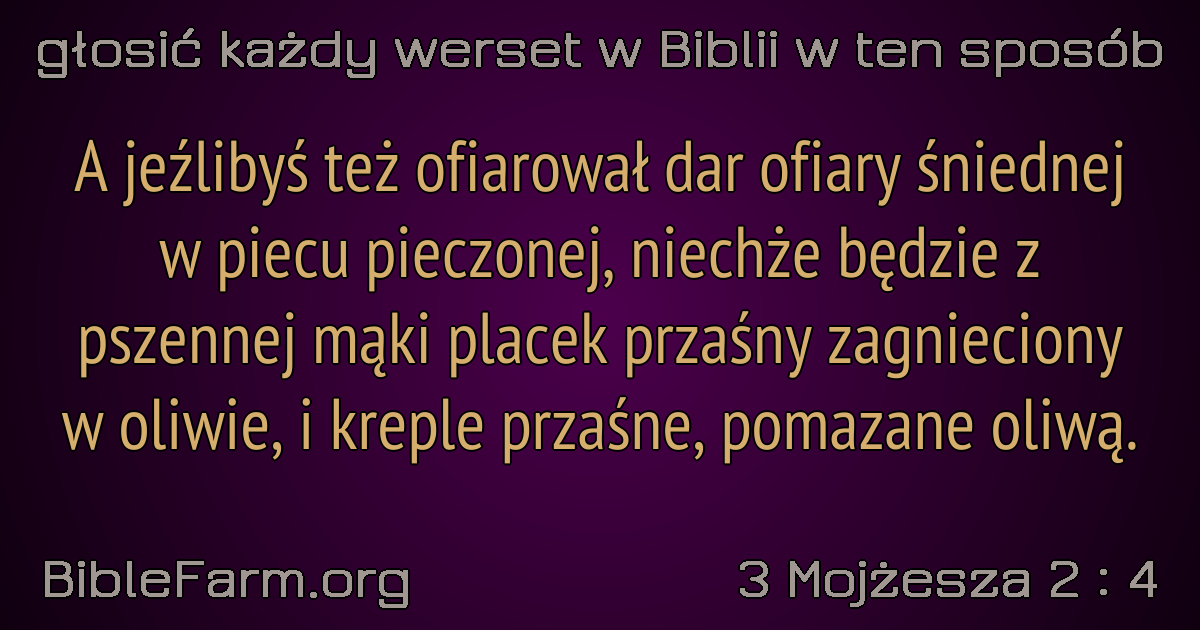 głosić każdy werset w Biblii w ten sposób
A jeźlibyś też ofiarował dar ofiary śniednej
w piecu pieczonej, niechże będzie z
pszennej mąki placek przaśny zagnieciony
w oliwie, i kreple przaśne, pomazane oliwą.
BibleFarm.org
3 Mojżesza 2 : 4